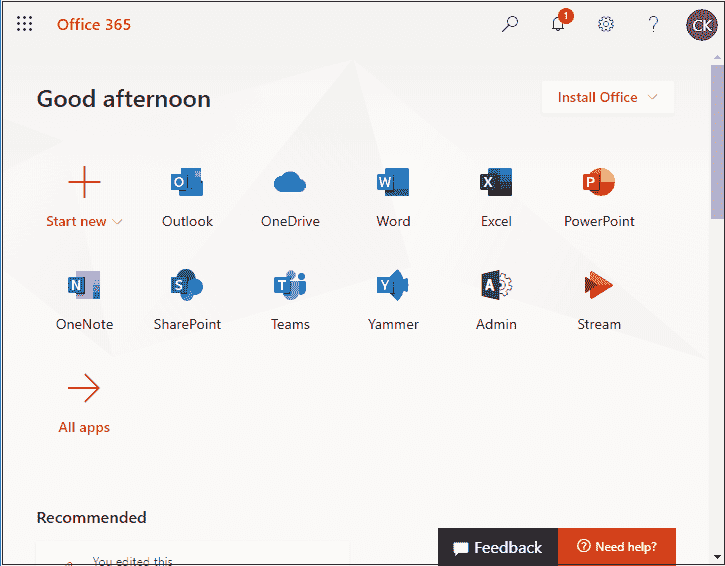 Office 365
1
CK
Good afternoon
Install Office
Start new
Outlook
OneDrive
Word
Excel
PowerPoint
OneNote
SharePoint
Teams
Yammer
Admin
Stream
All apps
Recommended
You edited this
Feedback
Need help?